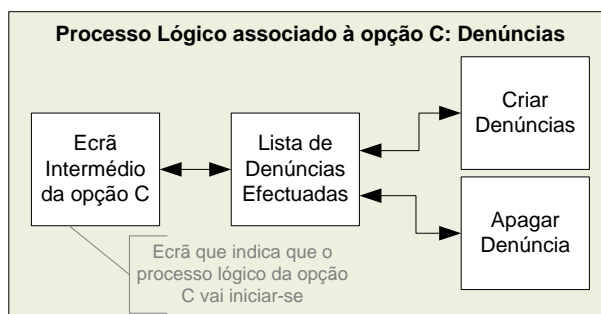 Processo Lógico associado à opção C: Denúncias
Ecrã
Intermédio
da opção C
Lista de
Denúncias
Efectuadas
Criar
Denúncias
Apagar
Denúncia
Ecrã que indica que o
processo lógico da opção
C vai iniciar-se